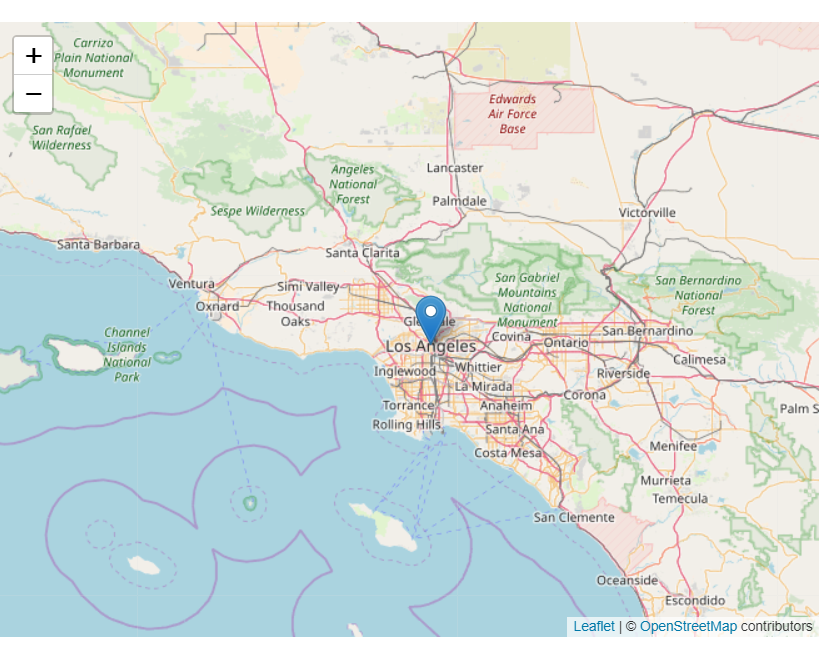 +
−
Carrizo
Plain National
Monument
San Rafael
Wilderness
Edwards
Air Force
Base
Lancaster
Angeles
National
Forest
Palmdale
Sespe Wilderness
Victorville
Santa Barbara
Santa Clarita
Ventura
Simi Valley
San Gabriel
Mountains
National
Monument
San Bernardino
National
Forest
Oxnard
Thousand
Oaks
Los Angeles
Covina
Ontario
San Bernardino
Channel
Islands
National
Park
Calimesa
Inglewood
Whittier
Riverside
La Mirada
Corona
Torrance
Anaheim
Palm S
Rolling Hills
Santa Ana
Costa Mesa
Menifee
Murrieta
Temecula
San Clemente
Oceanside
Escondido
Leaflet | © OpenStreetMap contributors